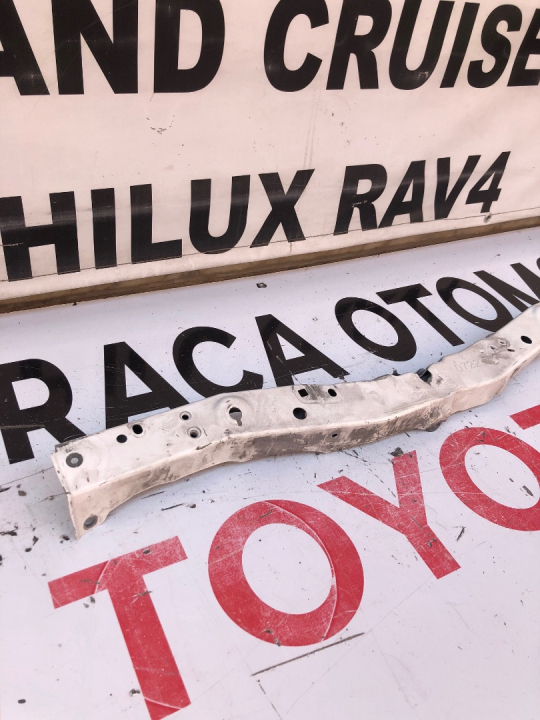 AND CRUISE
HILUX RAV4
RACA OTOM
TOYO